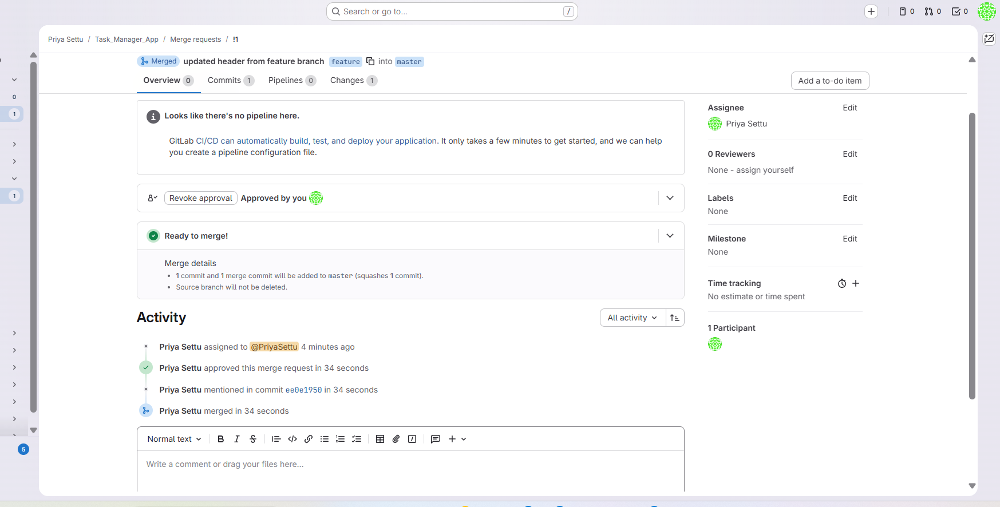 Search or go to...
/
0
0
0
Priya Settu / Task_Manager_App / Merge requests / !1
Merged updated header from feature branch feature into master
Overview 0
Commits 1
Pipelines 0
Changes 1
Add a to-do item
0
1
1
5
Looks like there's no pipeline here.
GitLab CI/CD can automatically build, test, and deploy your application. It only takes a few minutes to get started, and we can help
you create a pipeline configuration file.
Revoke approval Approved by you
Ready to merge!
Merge details
• 1 commit and 1 merge commit will be added to master (squashes 1 commit).
• Source branch will not be deleted.
Activity
All activity
Priya Settu assigned to @PriyaSettu 4 minutes ago
Priya Settu approved this merge request in 34 seconds
Priya Settu mentioned in commit ee0e1950 in 34 seconds
Priya Settu merged in 34 seconds
Normal text B I S
Write a comment or drag your files here...
Assignee Edit
Priya Settu
0 Reviewers Edit
None - assign yourself
Labels Edit
None
Milestone Edit
None
Time tracking
No estimate or time spent
1 Participant